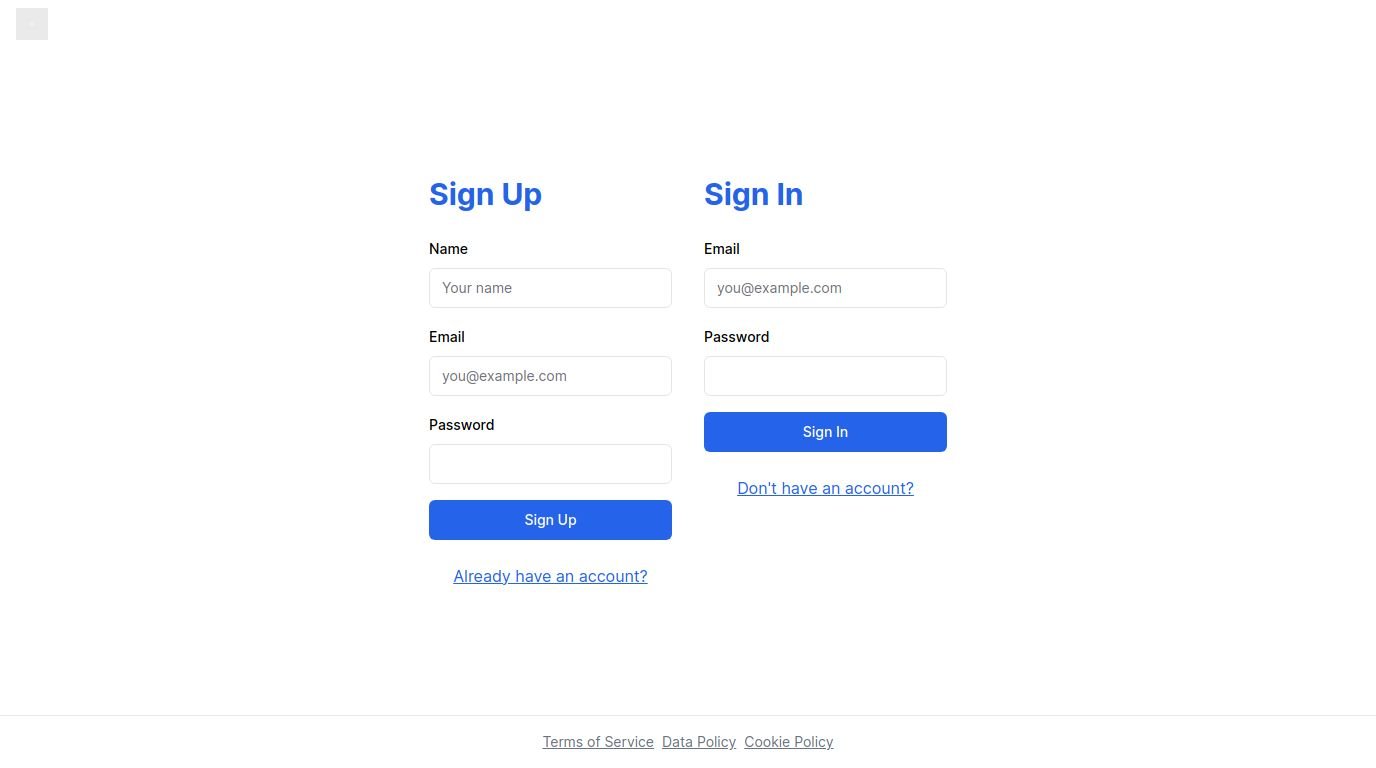 Sign Up
Name
Your name
Email
you@example.com
Password
Sign Up
Already have an account?
Sign In
Email
you@example.com
Password
Sign In
Don't have an account?
Terms of Service Data Policy Cookie Policy